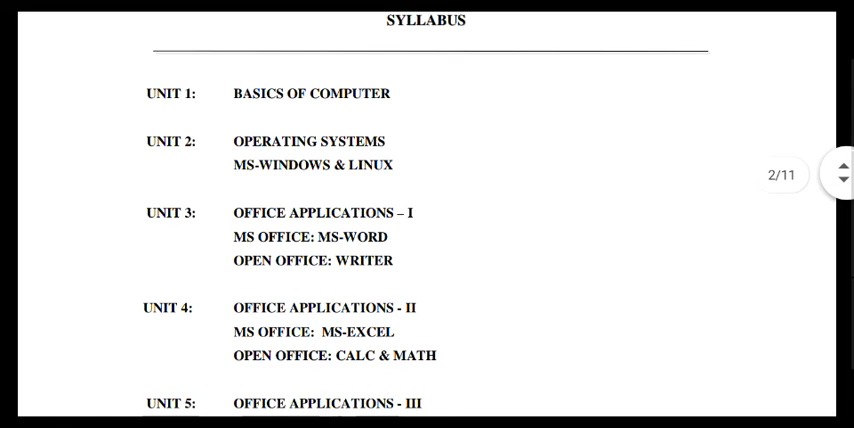 SYLLABUS
UNIT 1: BASICS OF COMPUTER
UNIT 2: OPERATING SYSTEMS
MS-WINDOWS & LINUX
2/11
UNIT 3: OFFICE APPLICATIONS – I
MS OFFICE: MS-WORD
OPEN OFFICE: WRITER
UNIT 4: OFFICE APPLICATIONS - II
MS OFFICE: MS-EXCEL
OPEN OFFICE: CALC & MATH
UNIT 5: OFFICE APPLICATIONS - III